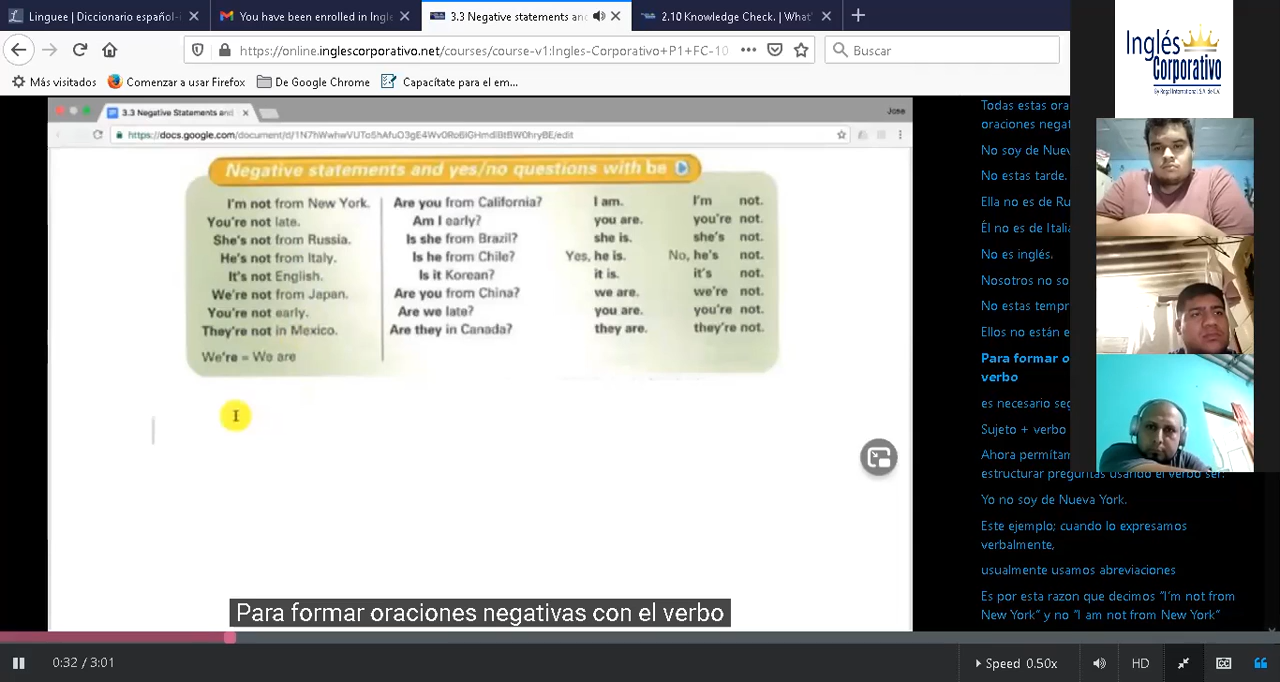 Linguee | Diccionario español-i
You have been enrolled in Ingle
3.3 Negative statements and
2.10 Knowledge Check. | What'
https://online.inglescorporativo.net/courses/course-v1:Ingles-Corporativo+P1+FC-10
Buscar
Más visitados
Comenzar a usar Firefox
De Google Chrome
Capacítate para el em...
Inglés
Corporativo
3.3 Negative Statements and
Jose
Negative statements and yes/no questions with be
I'm not from New York. Are you from California? I am. I'm not.
You're not late. Am I early? you are. you're not.
She's not from Russia. Is she from Brazil? she is. she's not.
He's not from Italy. Is he from Chile? Yes, he is. No, he's not.
It's not English. Is it Korean? it is. it's not.
We're not from Japan. Are you from China? we are. we're not.
You're not early. Are we late? you are. you're not.
They're not in Mexico. Are they in Canada? they are. they're not.
We're = We are
Para formar oraciones negativas con el verbo
0:32 / 3:01
Speed 0.50x
HD
Todas estas ora
oraciones negat
No soy de Nuev
No estas tarde.
Ella no es de Ru
Él no es de Italia
No es inglés.
Nosotros no so
No estas tempr
Ellos no están e
Para formar o
verbo
es necesario seg
Sujeto + verbo
Ahora permítam
estructurar preguntas usando el verbo ser.
Yo no soy de Nueva York.
Este ejemplo; cuando lo expresamos
verbalmente,
usualmente usamos abreviaciones
Es por esta razon que decimos "I'm not from
New York" y no "I am not from New York"